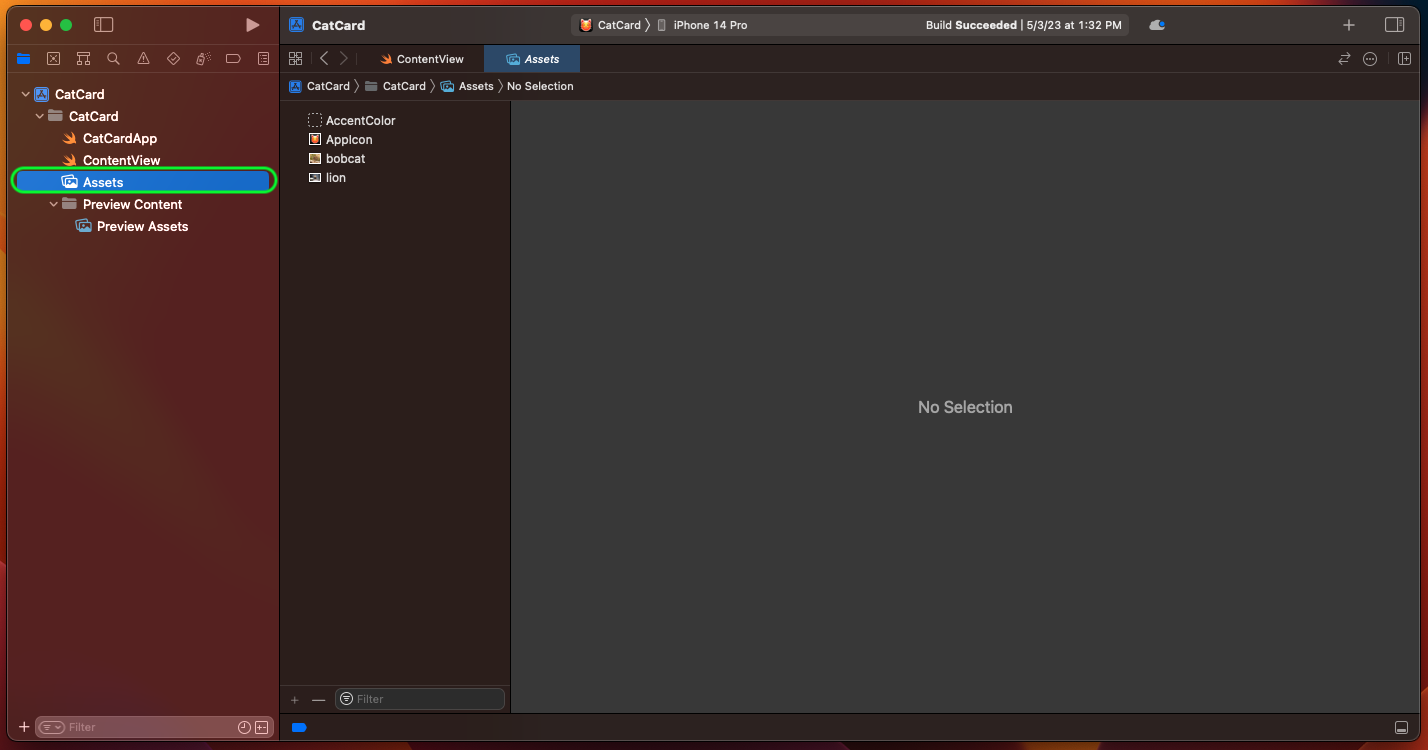 CatCard
CatCard
iPhone 14 Pro
Build Succeeded | 5/3/23 at 1:32 PM
ContentView
Assets
CatCard
CatCard
Assets
No Selection
CatCard
CatCard
CatCardApp
ContentView
Assets
Preview Content
Preview Assets
AccentColor
AppIcon
bobcat
lion
No Selection
Filter
Filter